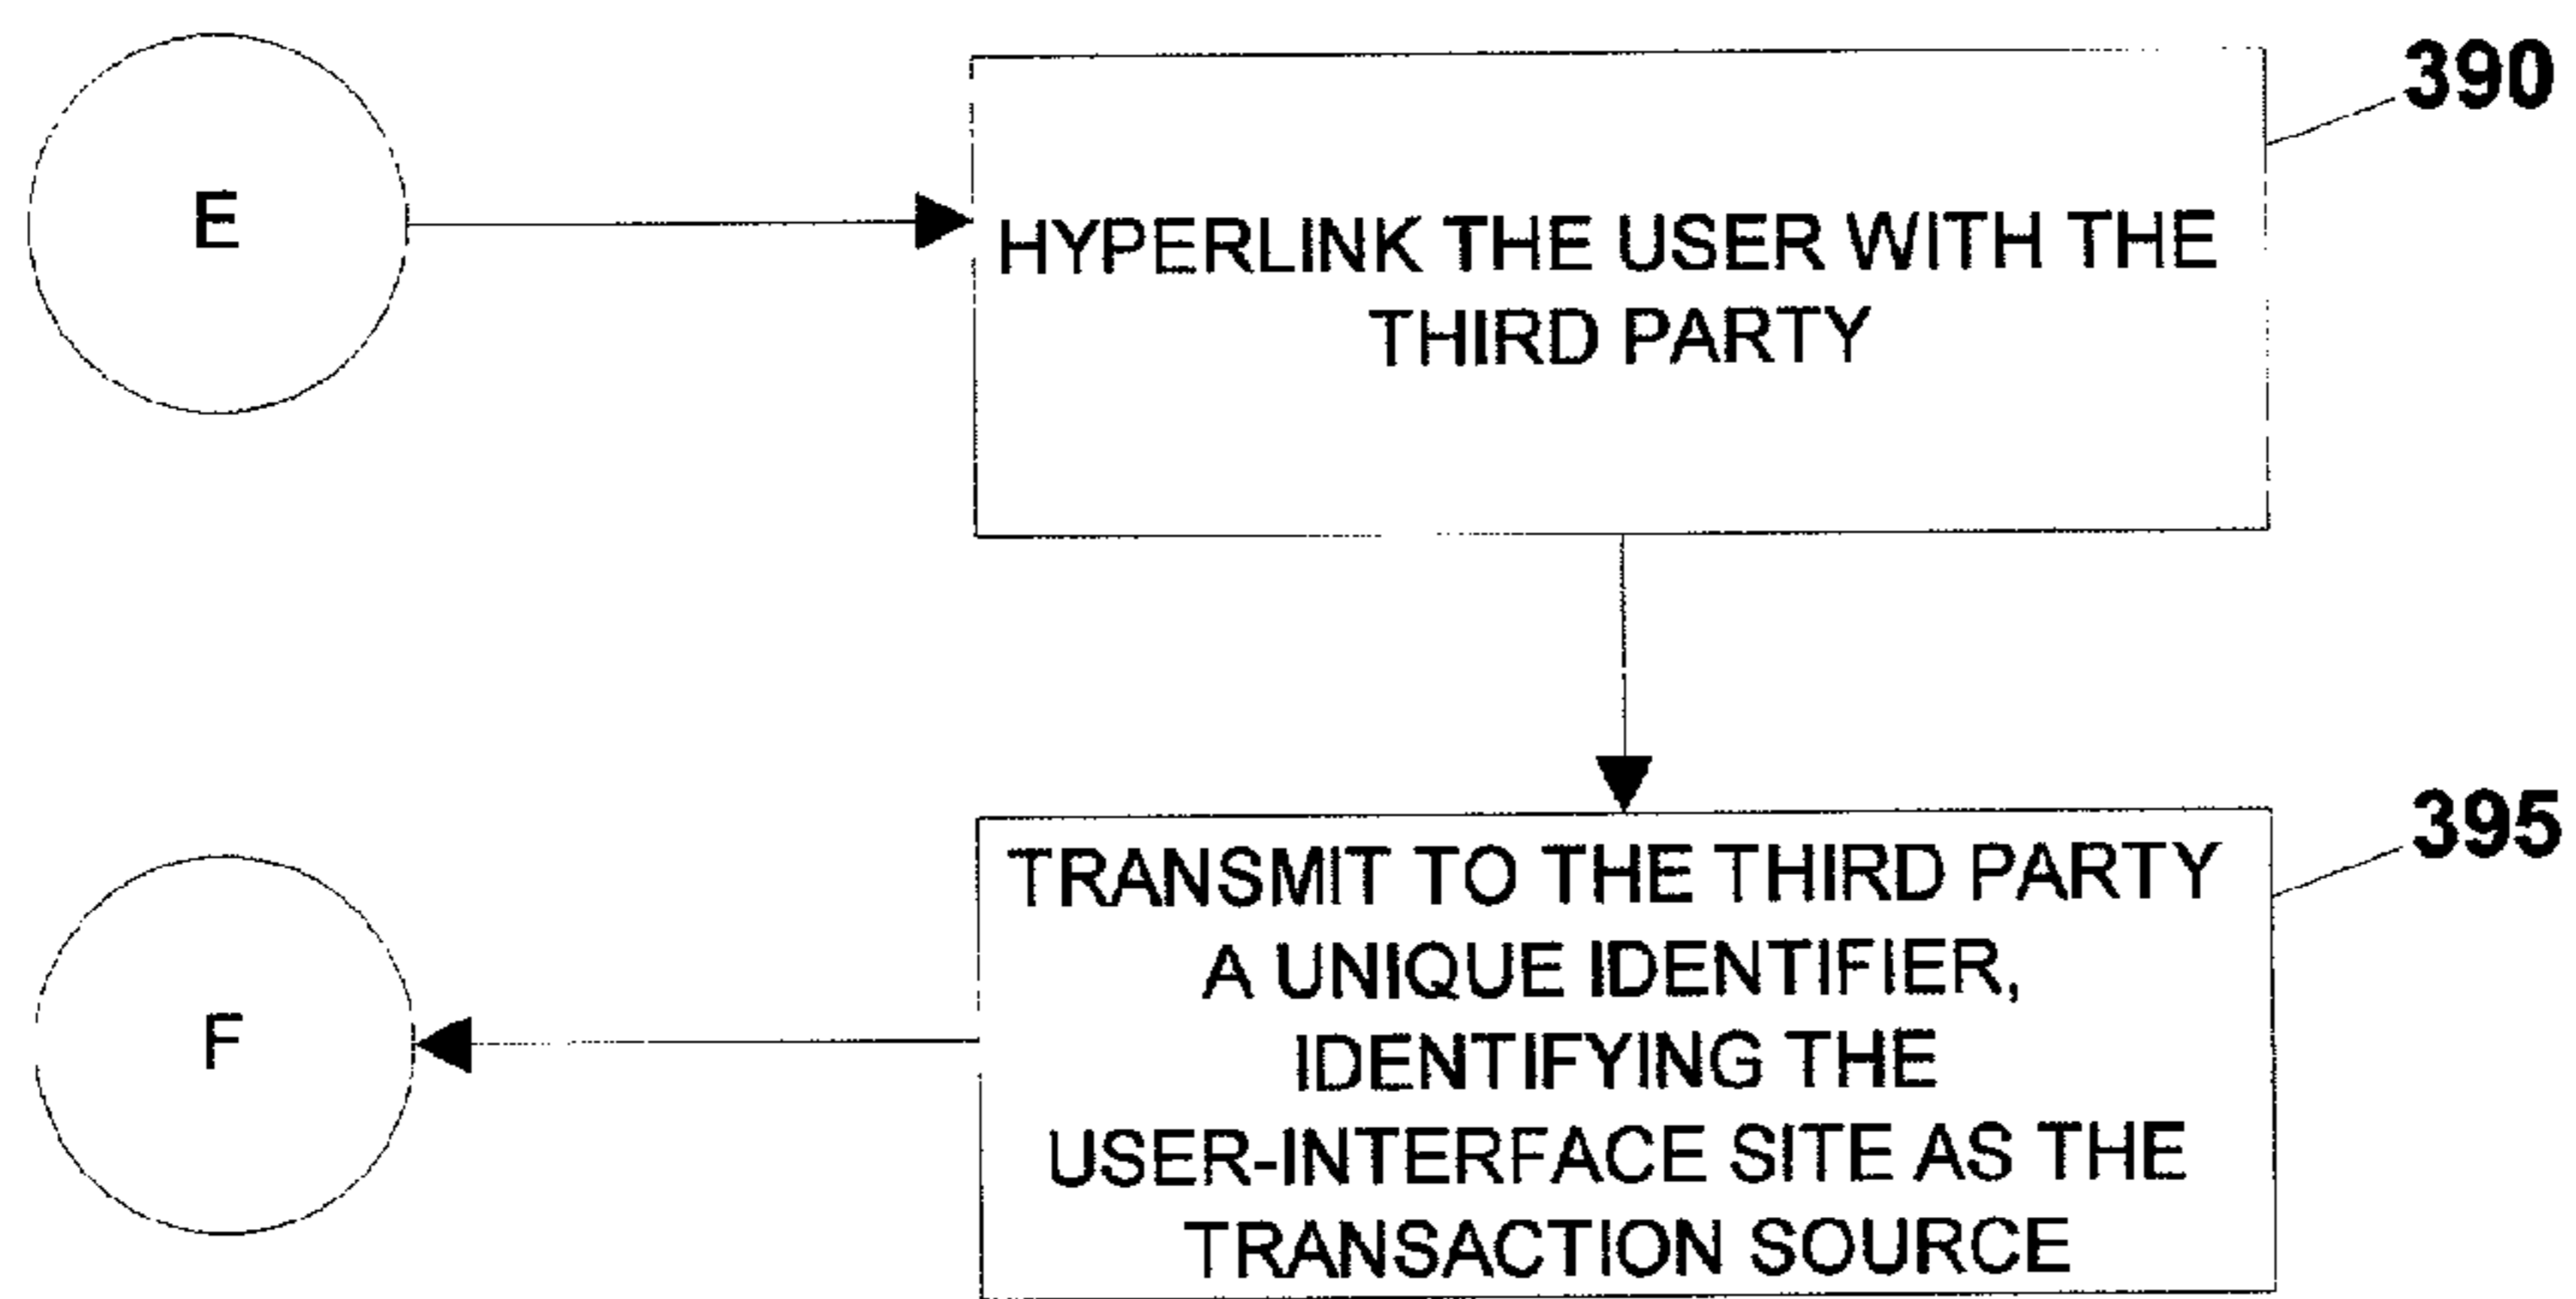 E
390
HYPERLINK THE USER WITH THE
THIRD PARTY
395
TRANSMIT TO THE THIRD PARTY
A UNIQUE IDENTIFIER,
IDENTIFYING THE
USER-INTERFACE SITE AS THE
TRANSACTION SOURCE
F